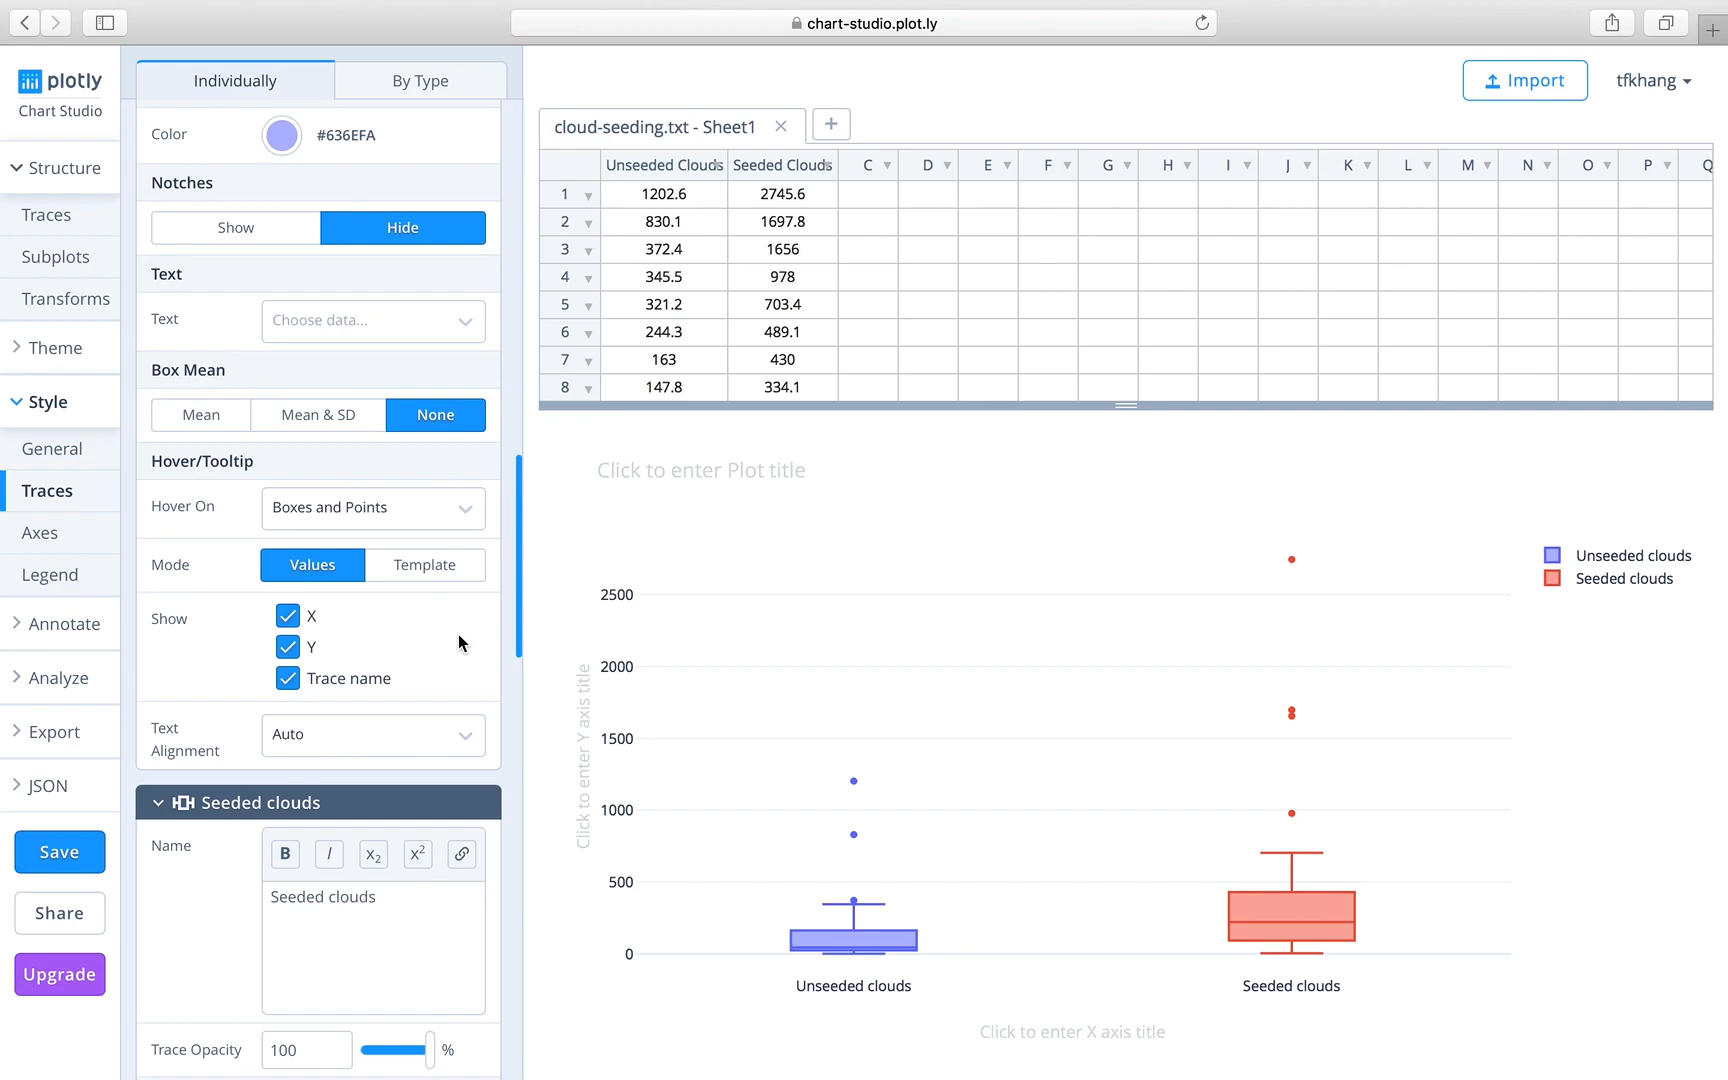 chart-studio.plot.ly
plotly
Chart Studio
Structure
Traces
Subplots
Transforms
Theme
Style
General
Traces
Axes
Legend
Annotate
Analyze
Export
JSON
Save
Share
Upgrade
Individually
By Type
Color
#636EFA
Notches
Show
Hide
Text
Text
Choose data...
Box Mean
Mean
Mean & SD
None
Hover/Tooltip
Hover On
Boxes and Points
Mode
Values
Template
Show
X
Y
Trace name
Text
Alignment
Auto
Seeded clouds
Name
B I x₂ x²
Seeded clouds
Trace Opacity
100
%
Import
tfkhang
cloud-seeding.txt - Sheet1
Unseeded Clouds Seeded Clouds C D E F G H I J K L M N O P Q
1 1202.6 2745.6
2 830.1 1697.8
3 372.4 1656
4 345.5 978
5 321.2 703.4
6 244.3 489.1
7 163 430
8 147.8 334.1
Click to enter Plot title
Unseeded clouds
Seeded clouds
2500
2000
1500
1000
500
0
Click to enter Y axis title
Unseeded clouds
Seeded clouds
Click to enter X axis title